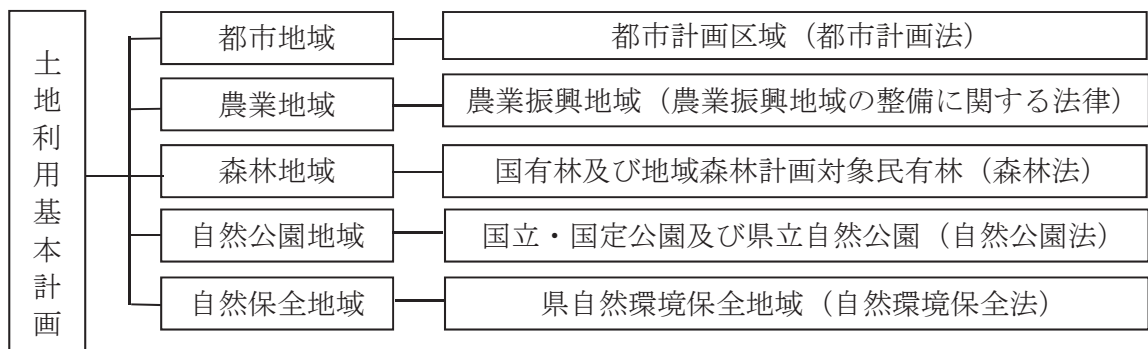 土地利用基本計画
都市地域
都市計画区域(都市計画法)
農業地域
農業振興地域(農業振興地域の整備に関する法律)
森林地域
国有林及び地域森林計画対象民有林(森林法)
自然公園地域
国立・国定公園及び県立自然公園(自然公園法)
自然保全地域
県自然環境保全地域(自然環境保全法)